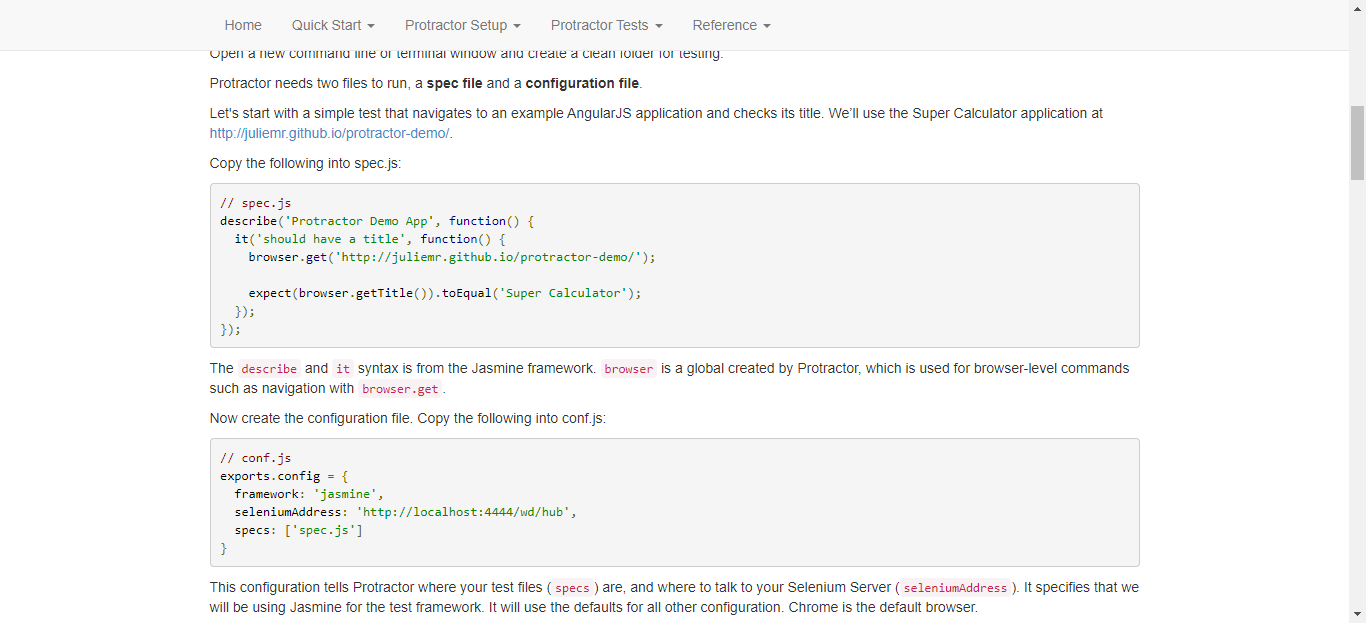 Home Quick Start Protractor Setup Protractor Tests Reference
Open a new command line or terminal window and create a clean folder for testing.
Protractor needs two files to run, a spec file and a configuration file.
Let's start with a simple test that navigates to an example AngularJS application and checks its title. We’ll use the Super Calculator application at
http://juliemr.github.io/protractor-demo/.
Copy the following into spec.js:
// spec.js
describe('Protractor Demo App', function() {
  it('should have a title', function() {
    browser.get('http://juliemr.github.io/protractor-demo/');
    expect(browser.getTitle()).toEqual('Super Calculator');
  });
});
The describe and it syntax is from the Jasmine framework. browser is a global created by Protractor, which is used for browser-level commands
such as navigation with browser.get.
Now create the configuration file. Copy the following into conf.js:
// conf.js
exports.config = {
  framework: 'jasmine',
  seleniumAddress: 'http://localhost:4444/wd/hub',
  specs: ['spec.js']
}
This configuration tells Protractor where your test files (specs) are, and where to talk to your Selenium Server (seleniumAddress). It specifies that we
will be using Jasmine for the test framework. It will use the defaults for all other configuration. Chrome is the default browser.